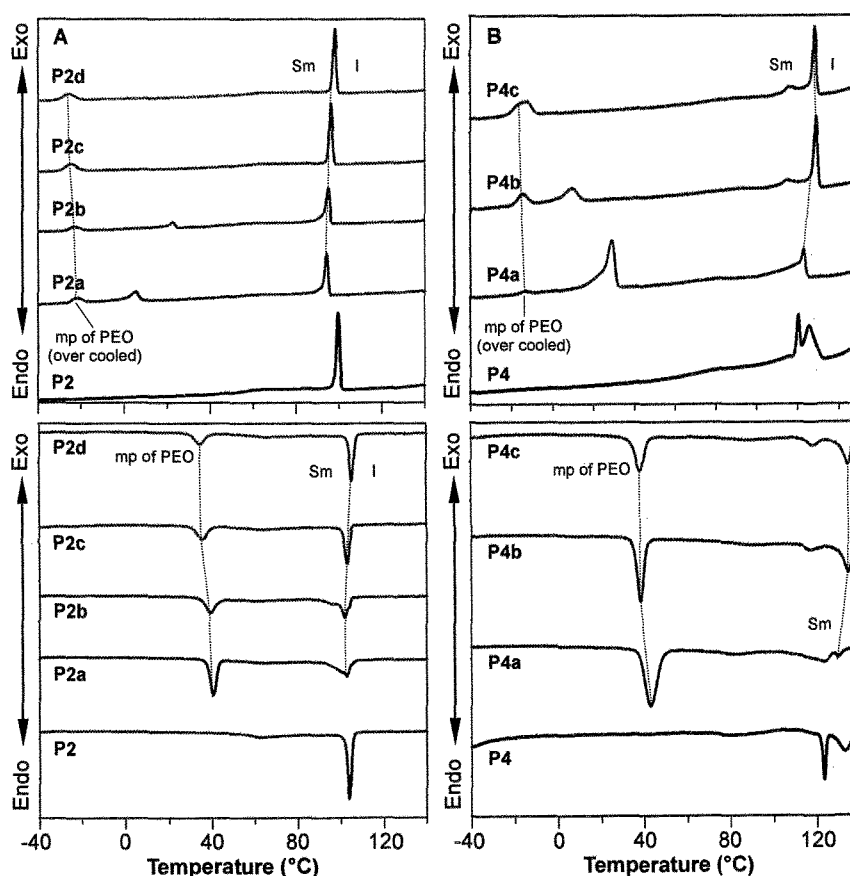 A
Exo
Endo
P2d
P2c
P2b
P2a
P2
Sm
I
mp of PEO
(over cooled)
B
Exo
Endo
P4c
P4b
P4a
P4
Sm
I
mp of PEO
(over cooled)
Exo
Endo
P2d
P2c
P2b
P2a
P2
mp of PEO
Sm
I
-40
0
40
80
120
Temperature (°C)
Exo
Endo
P4c
P4b
P4a
P4
mp of PEO
Sm
-40
0
40
80
120
Temperature (°C)